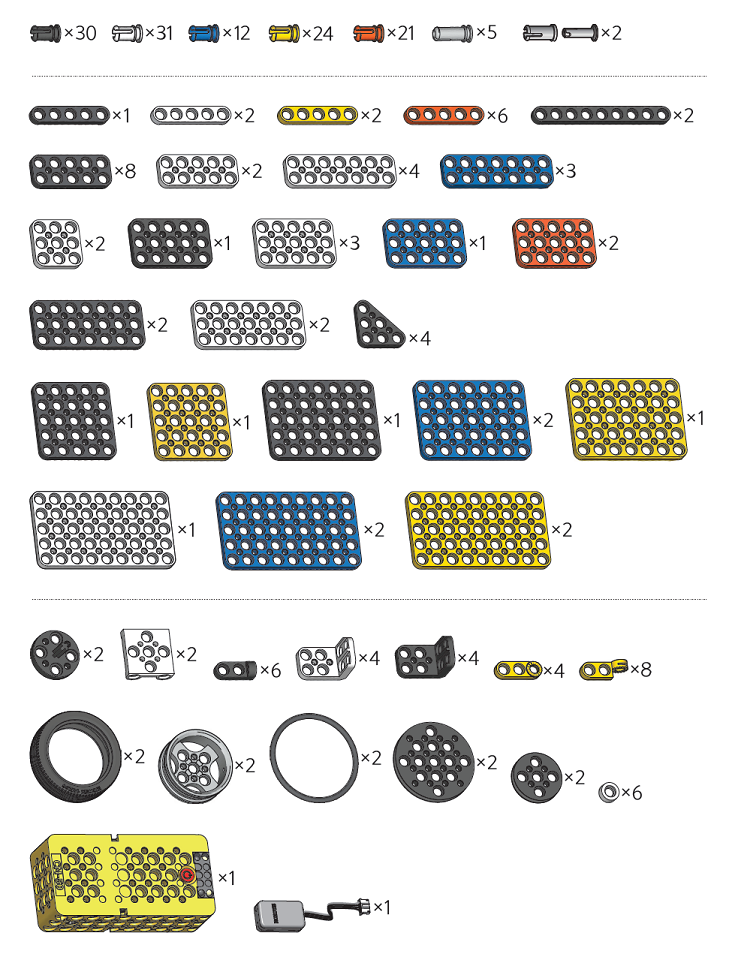 ×30 ×31 ×12 ×24 ×21 ×5 ×2
×1 ×2 ×2 ×6 ×2
×8 ×2 ×4 ×3
×2 ×1 ×3 ×1 ×2
×2 ×2 ×4
×1 ×1 ×1 ×2 ×1
×1 ×2 ×2
×2 ×2 ×6 ×4 ×4 ×4 ×8
×2 ×2 ×2 ×2 ×2 ×6
×1 ×1